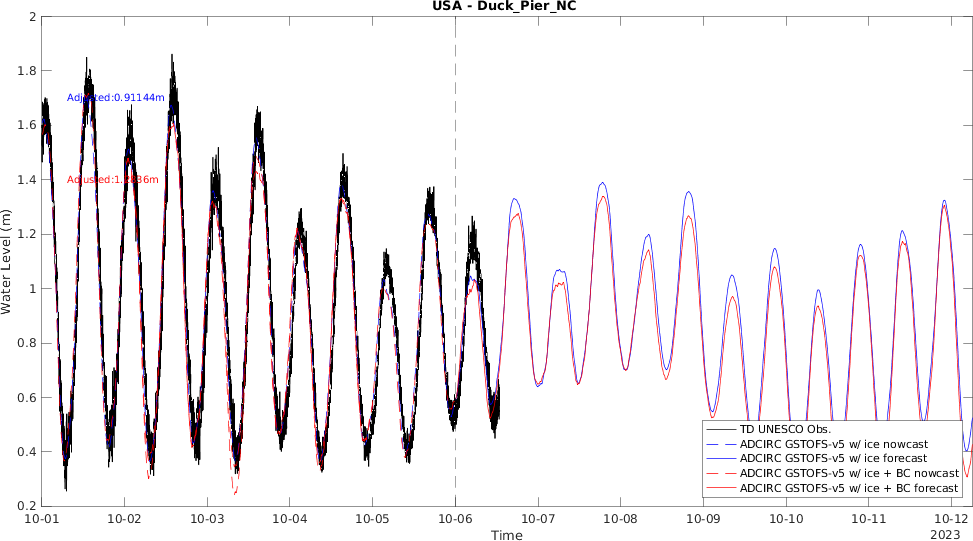 USA - Duck_Pier_NC
2
1.8
1.6
1.4
1.2
1
0.8
0.6
0.4
0.2
Water Level (m)
Adjusted:0.91144m
TD UNESCO Obs.
ADCIRC GSTOFS-v5 w/ ice nowcast
ADCIRC GSTOFS-v5 w/ ice forecast
ADCIRC GSTOFS-v5 w/ ice + BC nowcast
ADCIRC GSTOFS-v5 w/ ice + BC forecast
10-01 10-02 10-03 10-04 10-05 10-06 10-07 10-08 10-09 10-10 10-11 10-12
Time
2023